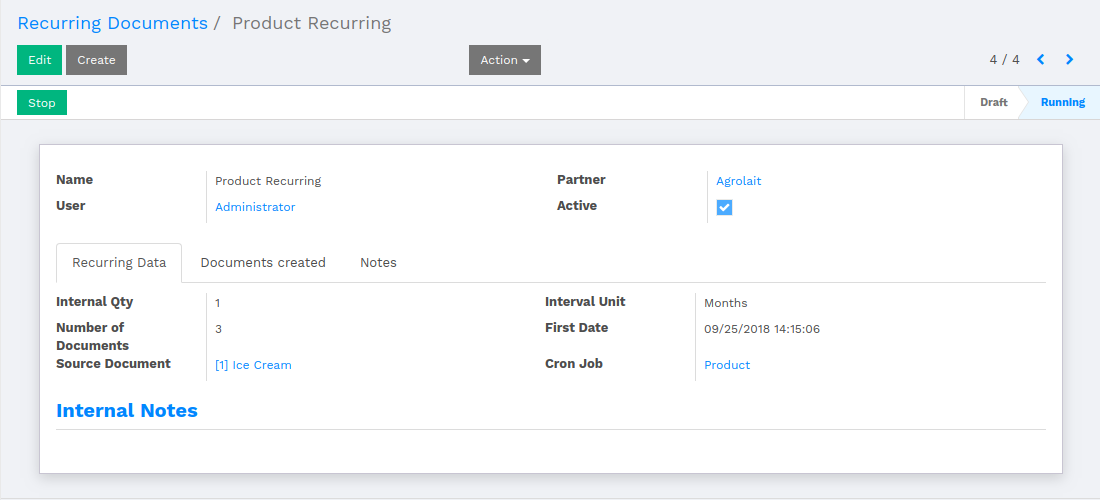 Recurring Documents / Product Recurring
Edit Create Action 4 / 4
Stop Draft Running
Name Product Recurring Partner Agrolait
User Administrator Active
Recurring Data Documents created Notes
Internal Qty 1 Interval Unit Months
Number of Documents 3 First Date 09/25/2018 14:15:06
Source Document [1] Ice Cream Cron Job Product
Internal Notes